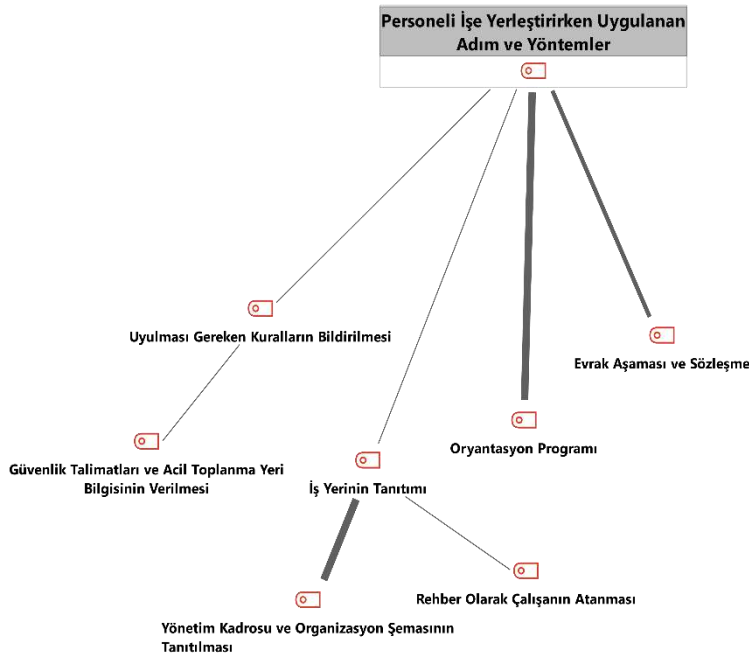 Personeli İşe Yerleştirirken Uygulanan
Adım ve Yöntemler
Uyulması Gereken Kuralların Bildirilmesi
Evrak Aşaması ve Sözleşme
Oryantasyon Programı
Güvenlik Talimatları ve Acil Toplanma Yeri
Bilgisinin Verilmesi
İş Yerinin Tanıtımı
Rehber Olarak Çalışanın Atanması
Yönetim Kadrosu ve Organizasyon Şemasının
Tanıtılması